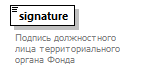 signature
Подпись должностного
лица территориального
органа Фонда